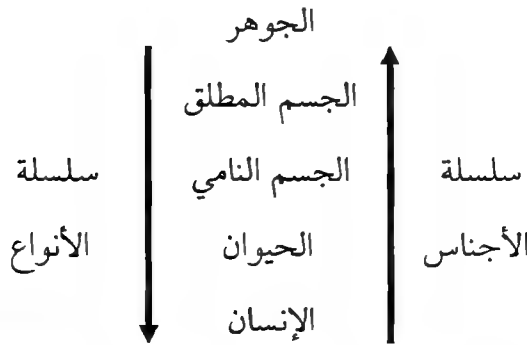 الجوهر
الجسم المطلق
سلسلة الجسم النامي سلسلة
الأجناس الحيوان الأنواع
الإنسان